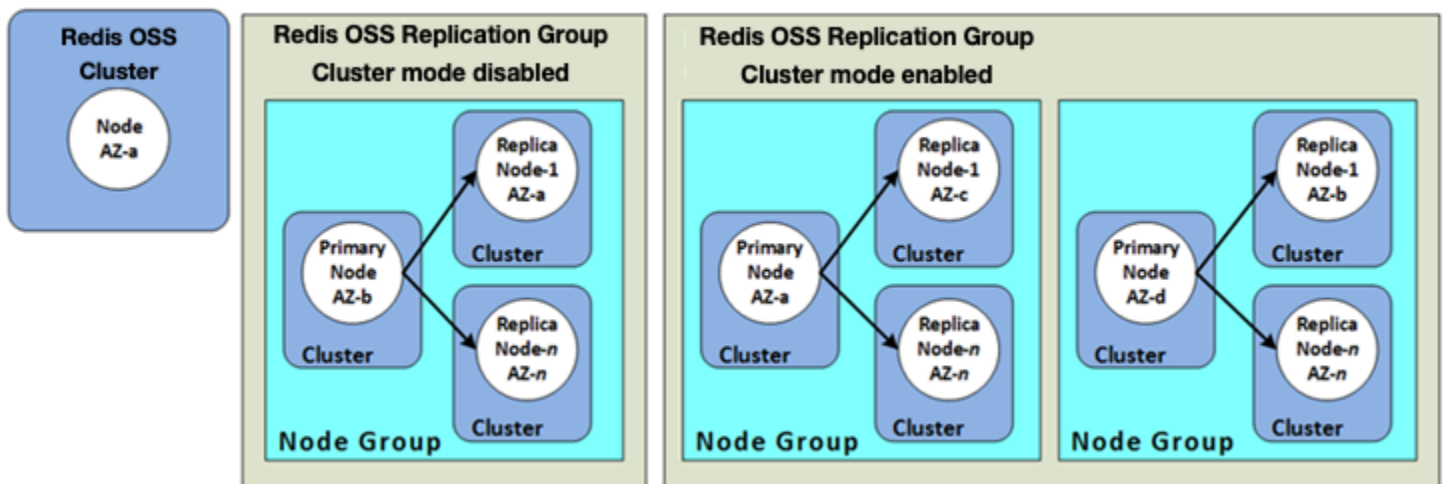 Redis OSS
Cluster
Node
AZ-a
Redis OSS Replication Group
Cluster mode disabled
Replica
Node-1
AZ-a
Cluster
Primary
Node
AZ-b
Cluster
Replica
Node-n
AZ-n
Cluster
Node Group
Redis OSS Replication Group
Cluster mode enabled
Replica
Node-1
AZ-c
Cluster
Primary
Node
AZ-a
Cluster
Replica
Node-n
AZ-n
Cluster
Node Group
Replica
Node-1
AZ-b
Cluster
Primary
Node
AZ-d
Cluster
Replica
Node-n
AZ-n
Cluster
Node Group